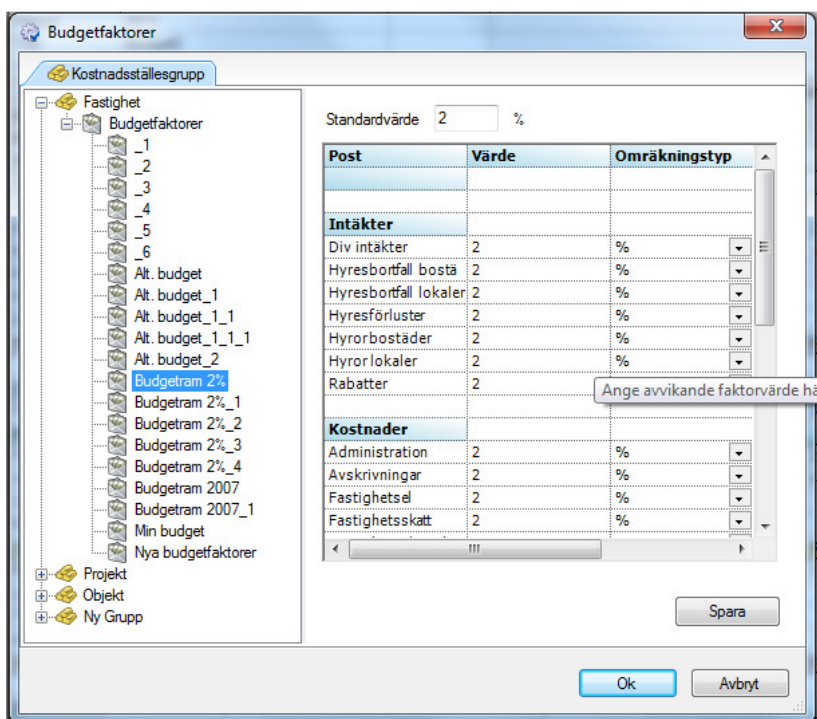 Budgetfaktorer
Kostnadsställesgrupp
Fastighet
Budgetfaktorer
_1
_2
_3
_4
_5
_6
Alt. budget
Alt. budget_1
Alt. budget_1_1
Alt. budget_1_1_1
Alt. budget_2
Budgetram 2%
Budgetram 2%_1
Budgetram 2%_2
Budgetram 2%_3
Budgetram 2%_4
Budgetram 2007
Budgetram 2007_1
Min budget
Nya budgetfaktorer
Projekt
Objekt
Ny Grupp
Standardvärde 2 %
Post Värde Omräkningstyp
Intäkter
Div intäkter 2 %
Hyresbortfall bostä 2 %
Hyresbortfall lokaler 2 %
Hyresförluster 2 %
Hyror bostäder 2 %
Hyror lokaler 2 %
Rabatter 2
Ange avvikande faktorvärde hä
Kostnader
Administration 2 %
Avskrivningar 2 %
Fastighetsel 2 %
Fastighetsskatt 2 %
Spara
Ok Avbryt